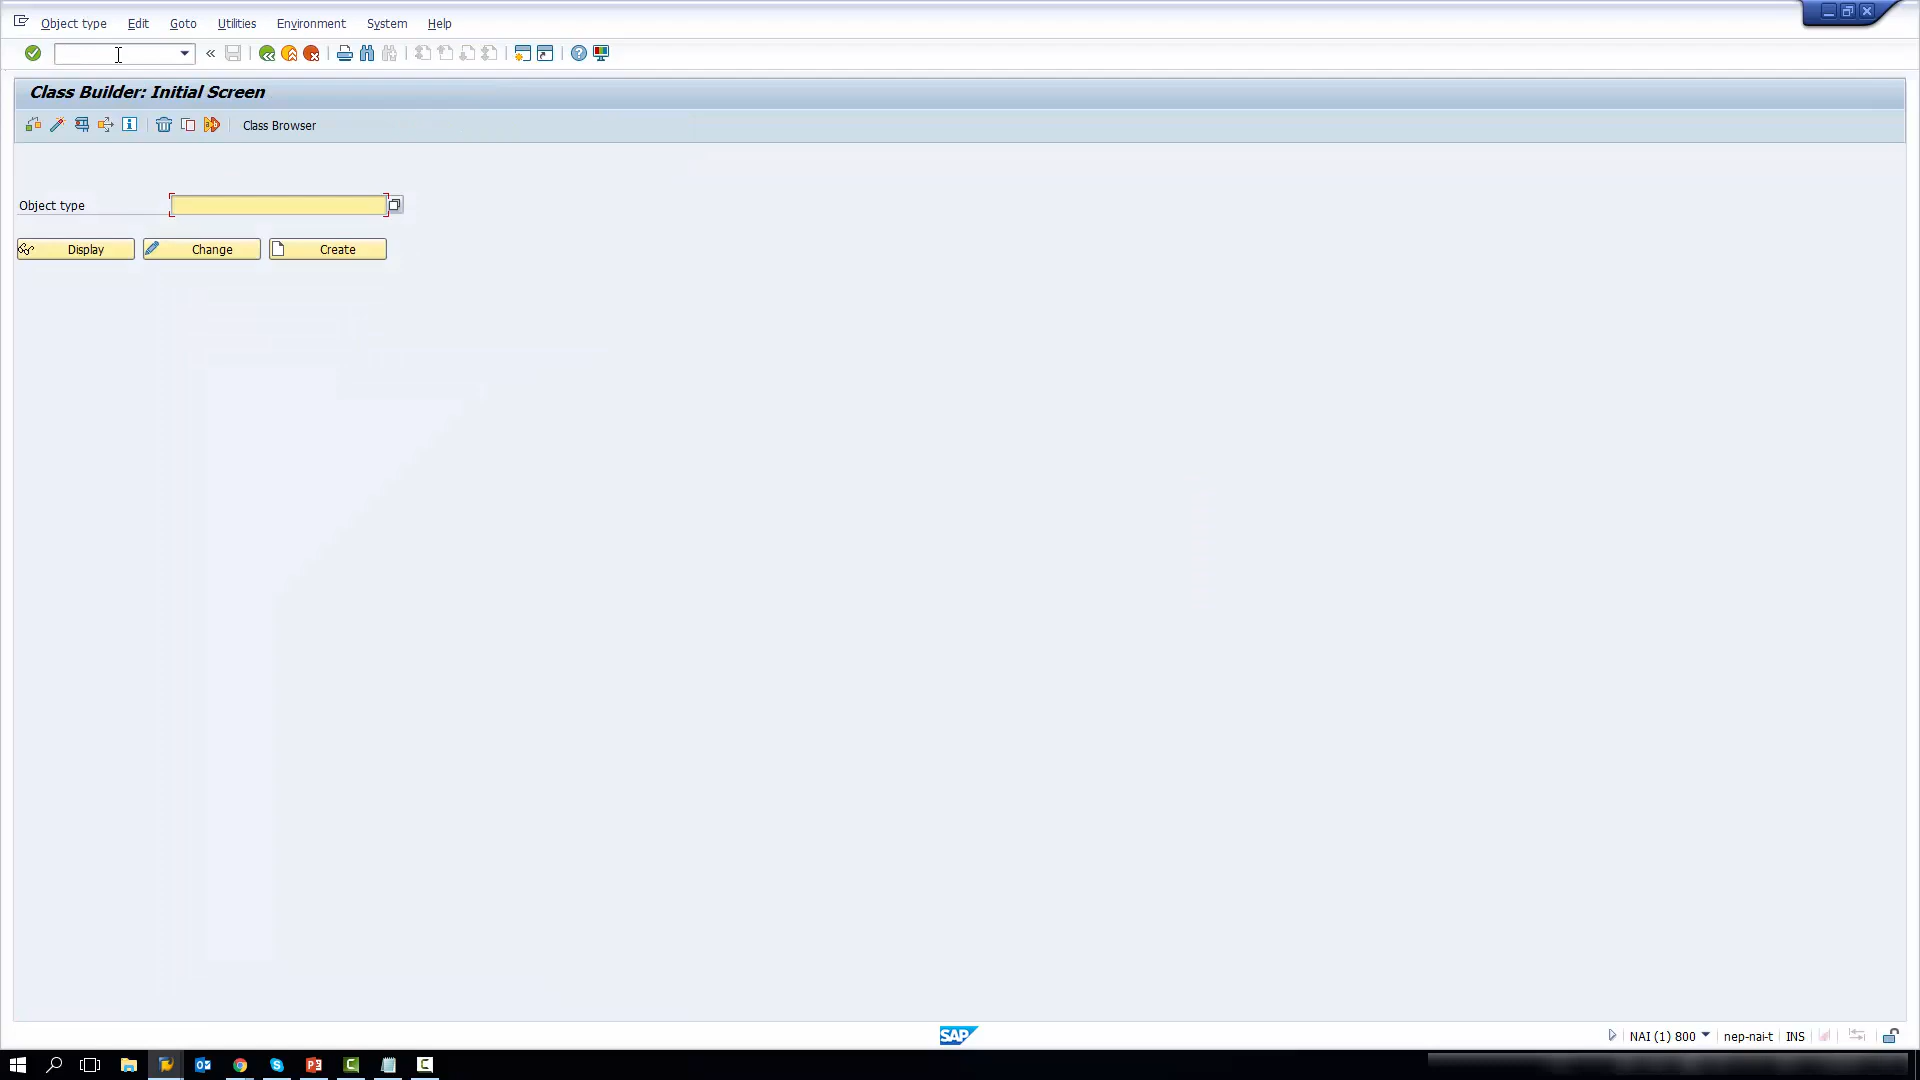 Object type Edit Goto Utilities Environment System Help
Class Builder: Initial Screen
Class Browser
Object type
Display Change Create
SAP
NAI (1) 800 nep-nai-t INS